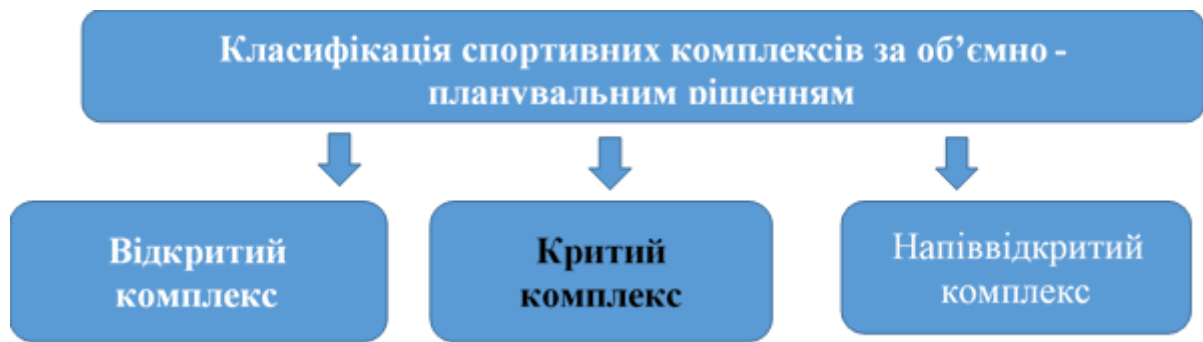 Класифікація спортивних комплексів за об’ємно -
планувальним рішенням
Відкритий
комплекс
Критий
комплекс
Напіввідкритий
комплекс